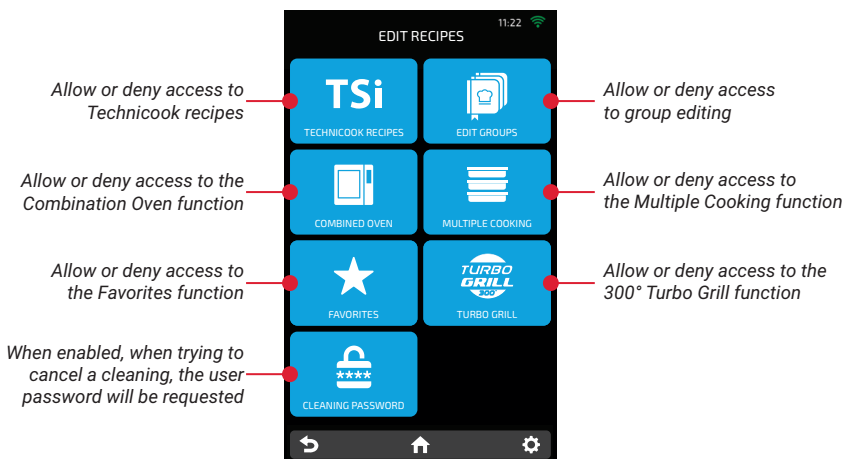 11:22
EDIT RECIPES
Allow or deny access to
Technicook recipes
TSi
TECHNICOOK RECIPES
EDIT GROUPS
Allow or deny access
to group editing
Allow or deny access to the
Combination Oven function
COMBINED OVEN
MULTIPLE COOKING
Allow or deny access to
the Multiple Cooking function
Allow or deny access to
the Favorites function
FAVORITES
TURBO
GRILL
300°
TURBO GRILL
Allow or deny access to the
300° Turbo Grill function
When enabled, when trying to
cancel a cleaning, the user
password will be requested
****
CLEANING PASSWORD